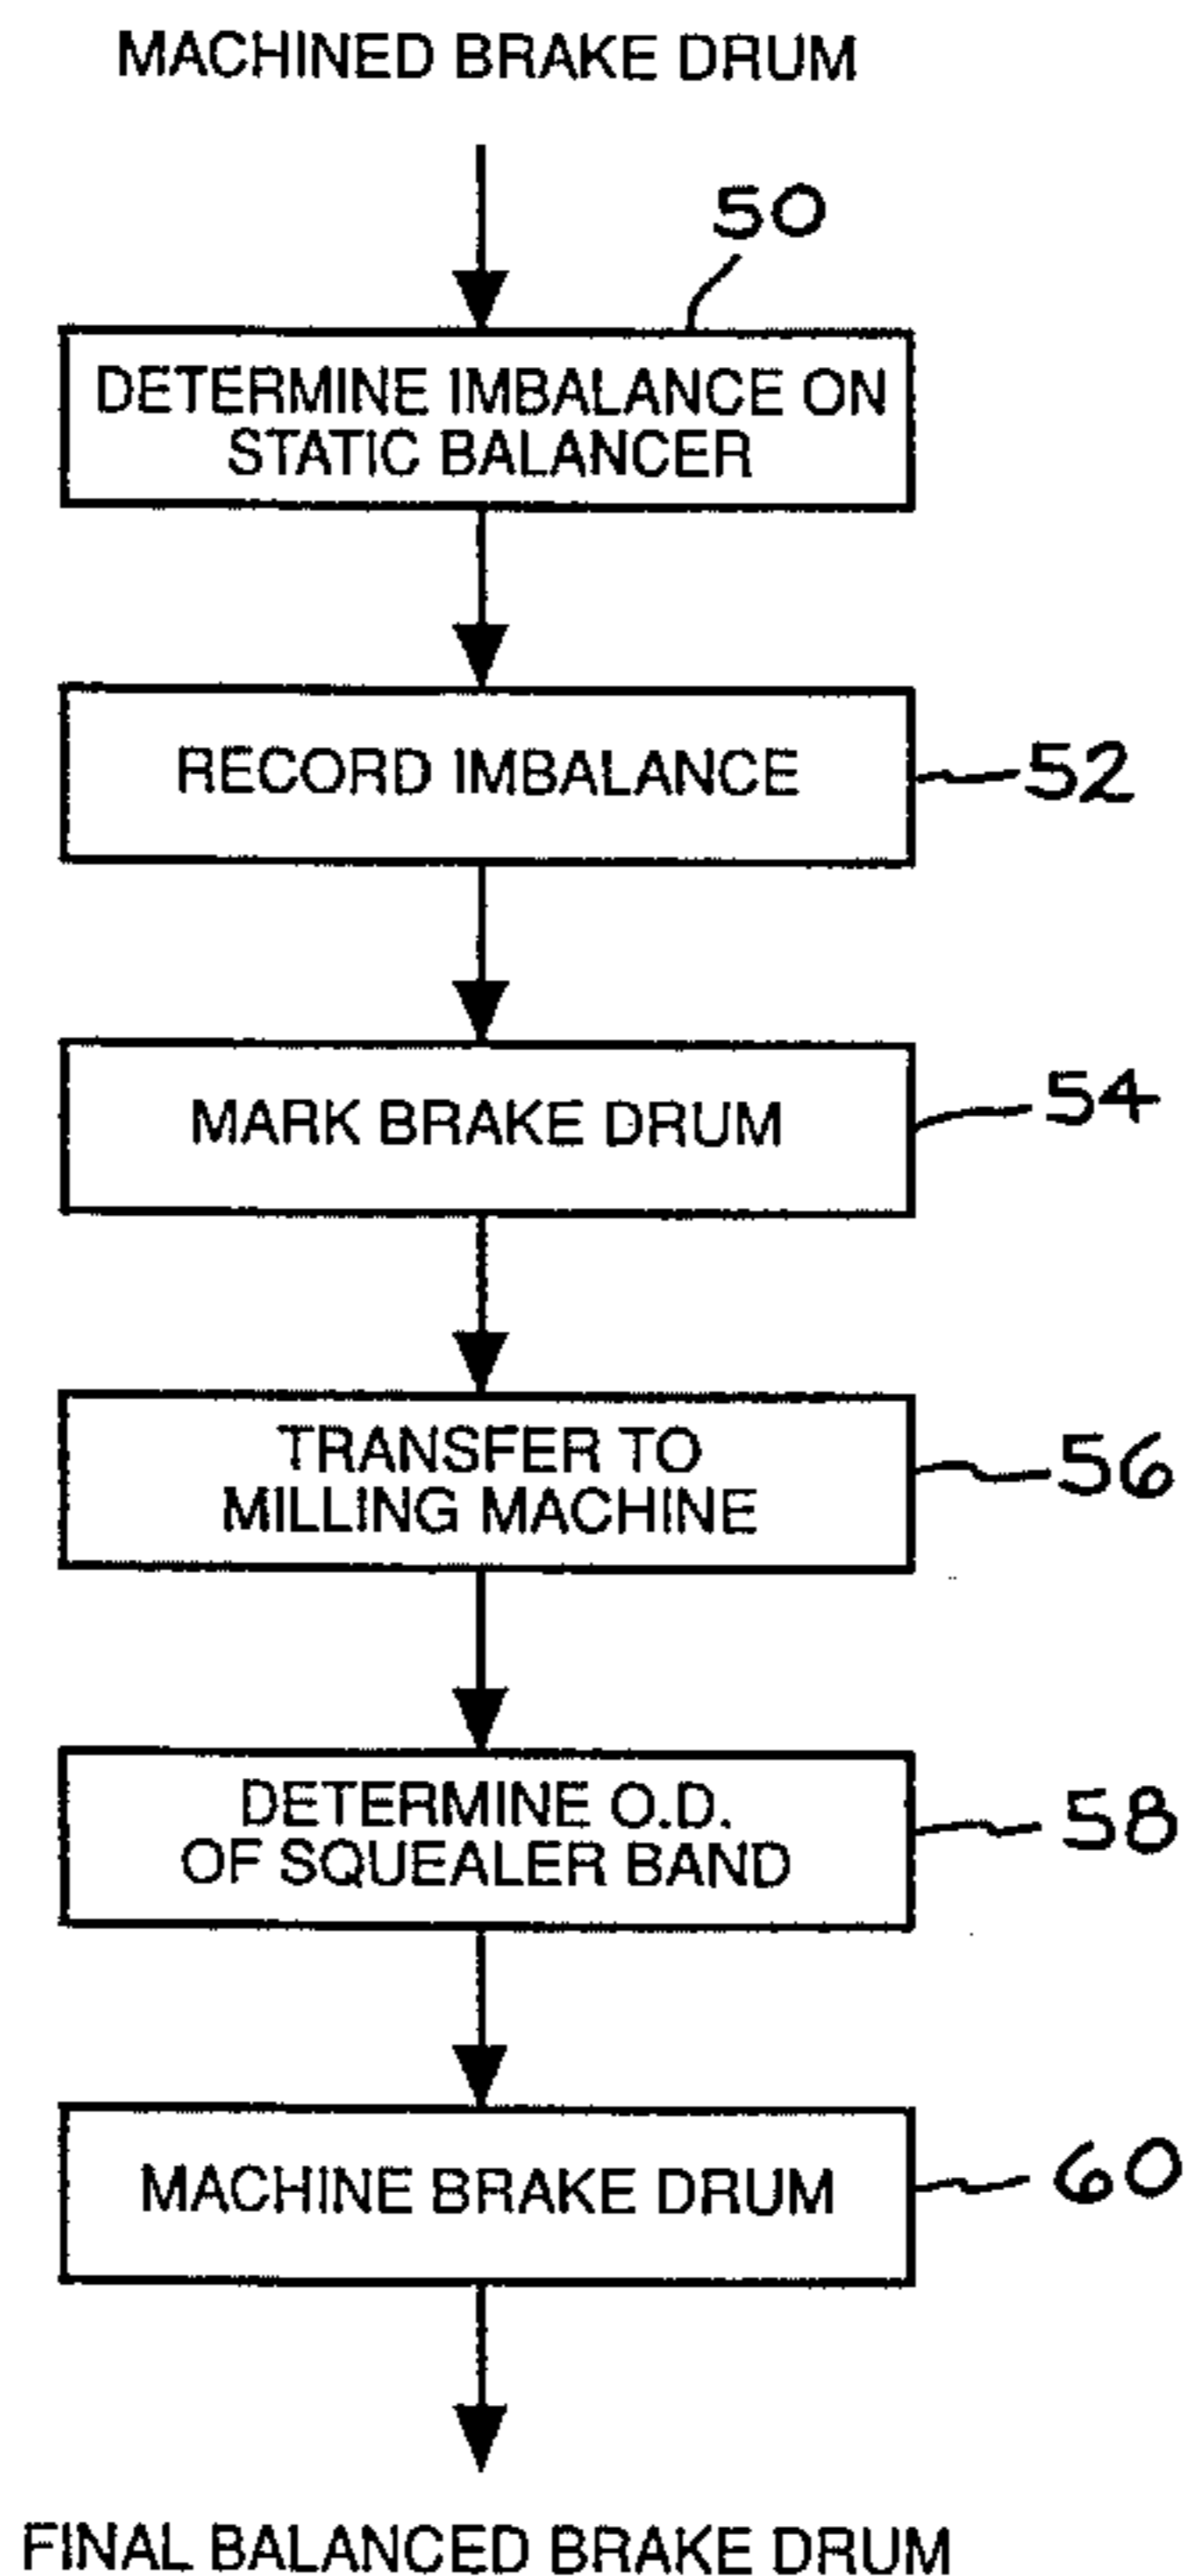 MACHINED BRAKE DRUM
50
DETERMINE IMBALANCE ON
STATIC BALANCER
RECORD IMBALANCE
52
MARK BRAKE DRUM
54
TRANSFER TO
MILLING MACHINE
56
DETERMINE O.D.
OF SQUEALER BAND
58
MACHINE BRAKE DRUM
60
FINAL BALANCED BRAKE DRUM